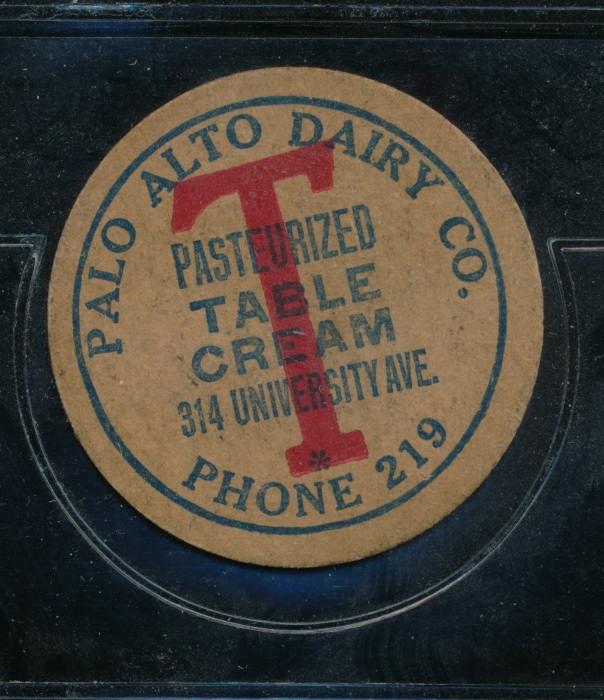 PALO ALTO DAIRY CO.
T
PASTEURIZED
TABLE
CREAM
314 UNIVERSITY AVE.
*
PHONE 219